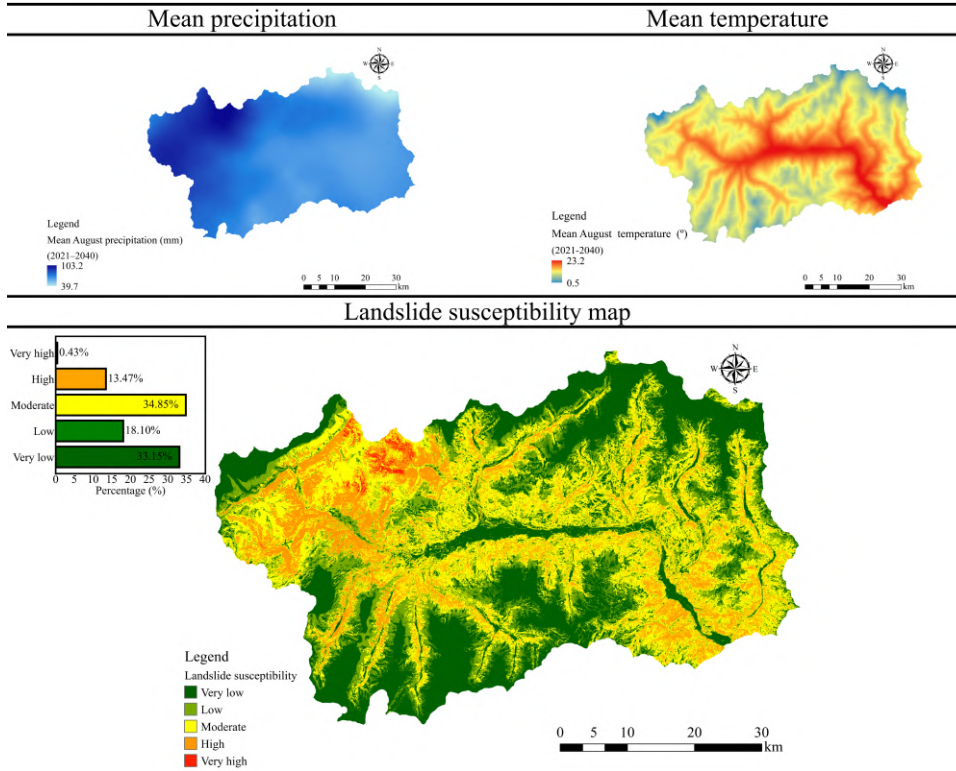 Mean precipitation
Mean temperature
N
W E
S
N
W E
S
Legend
Mean August precipitation (mm)
(2021–2040)
103.2
39.7
0 5 10 20 30
km
Legend
Mean August temperature (º)
(2021-2040)
23.2
0.5
0 5 10 20 30
km
Landslide susceptibility map
Very high 0.43%
High 13.47%
Moderate 34.85%
Low 18.10%
Very low 33.15%
0 5 10 15 20 25 30 35 40
Percentage (%)
N
W E
S
Legend
Landslide susceptibility
Very low
Low
Moderate
High
Very high
0 5 10 20 30
km